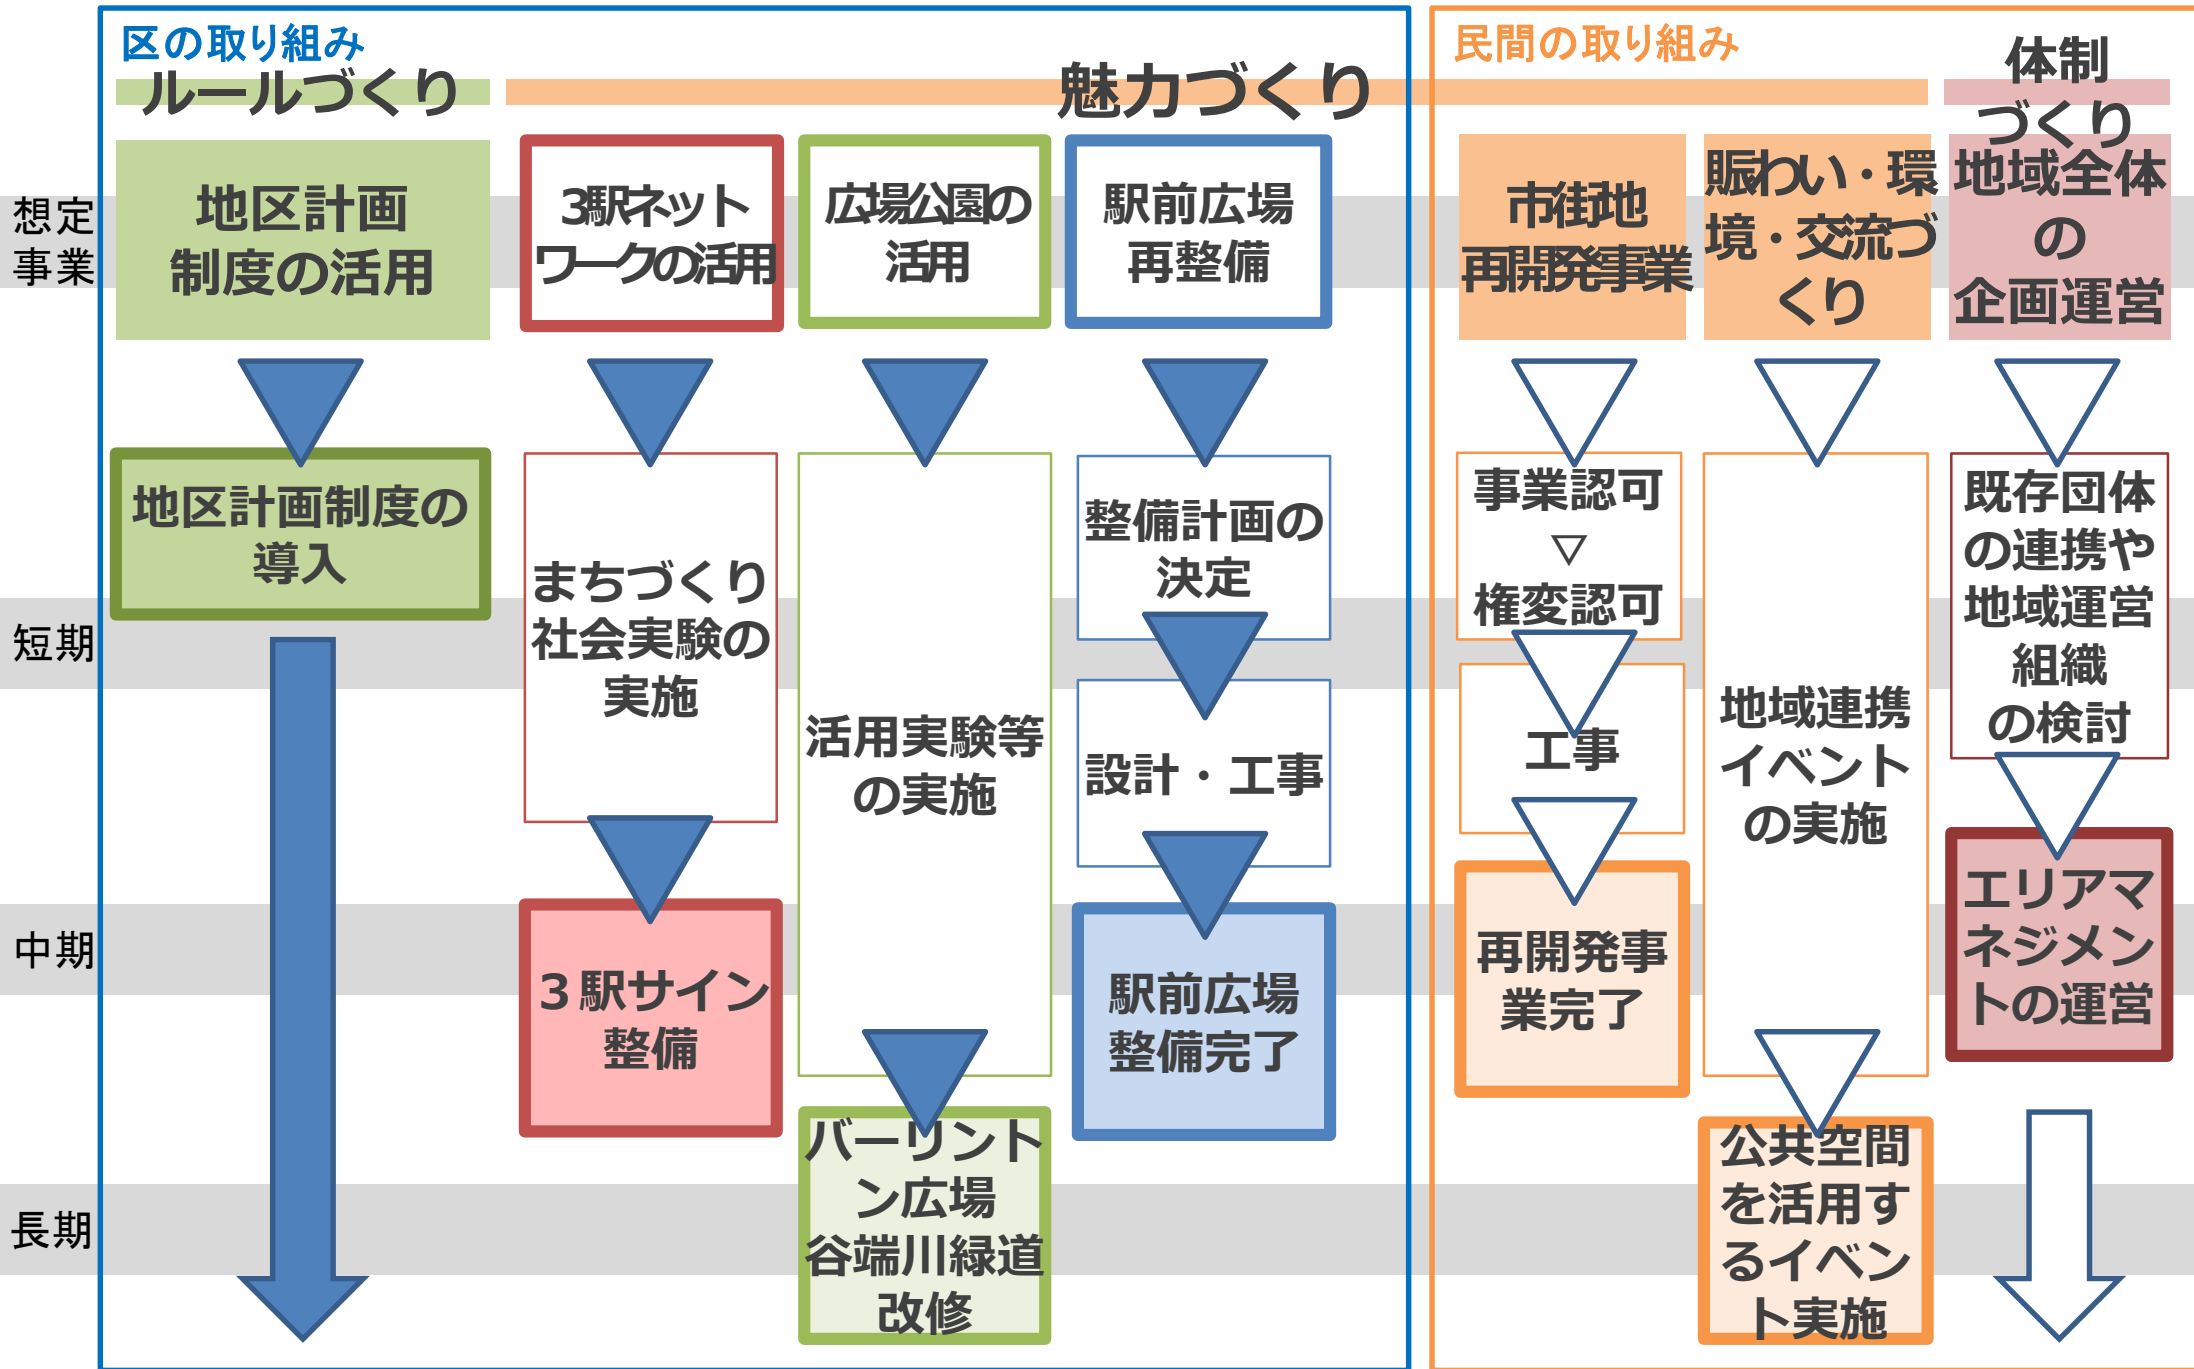 区の取り組み
民間の取り組み
ルールづくり
魅力づくり
体制
づくり
想定
事業
地区計画
制度の活用
3駅ネット
ワークの活用
広場公園の
活用
駅前広場
再整備
市街地
再開発事業
賑わい・環
境・交流づ
くり
地域全体
の
企画運営
短期
地区計画制度の
導入
まちづくり
社会実験の
実施
活用実験等
の実施
整備計画の
決定
設計・工事
事業認可
▽
権変認可
工事
地域連携
イベント
の実施
既存団体
の連携や
地域運営
組織
の検討
中期
3駅サイン
整備
駅前広場
整備完了
再開発事
業完了
エリアマ
ネジメン
トの運営
長期
バーリント
ン広場
谷端川緑道
改修
公共空間
を活用す
るイベン
ト実施